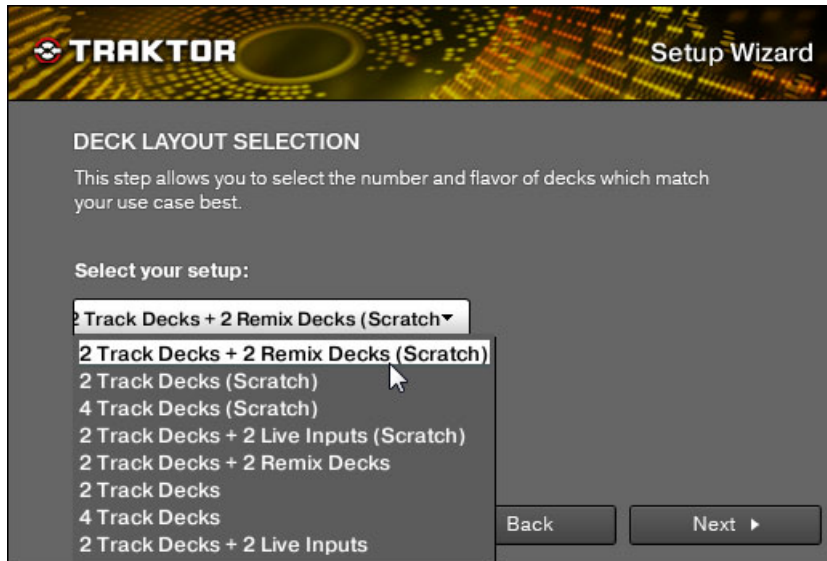 TRAKTOR
Setup Wizard
DECK LAYOUT SELECTION
This step allows you to select the number and flavor of decks which match
your use case best.
Select your setup:
2 Track Decks + 2 Remix Decks (Scratch
2 Track Decks + 2 Remix Decks (Scratch)
2 Track Decks (Scratch)
4 Track Decks (Scratch)
2 Track Decks + 2 Live Inputs (Scratch)
2 Track Decks + 2 Remix Decks
2 Track Decks
4 Track Decks
2 Track Decks + 2 Live Inputs
Back
Next